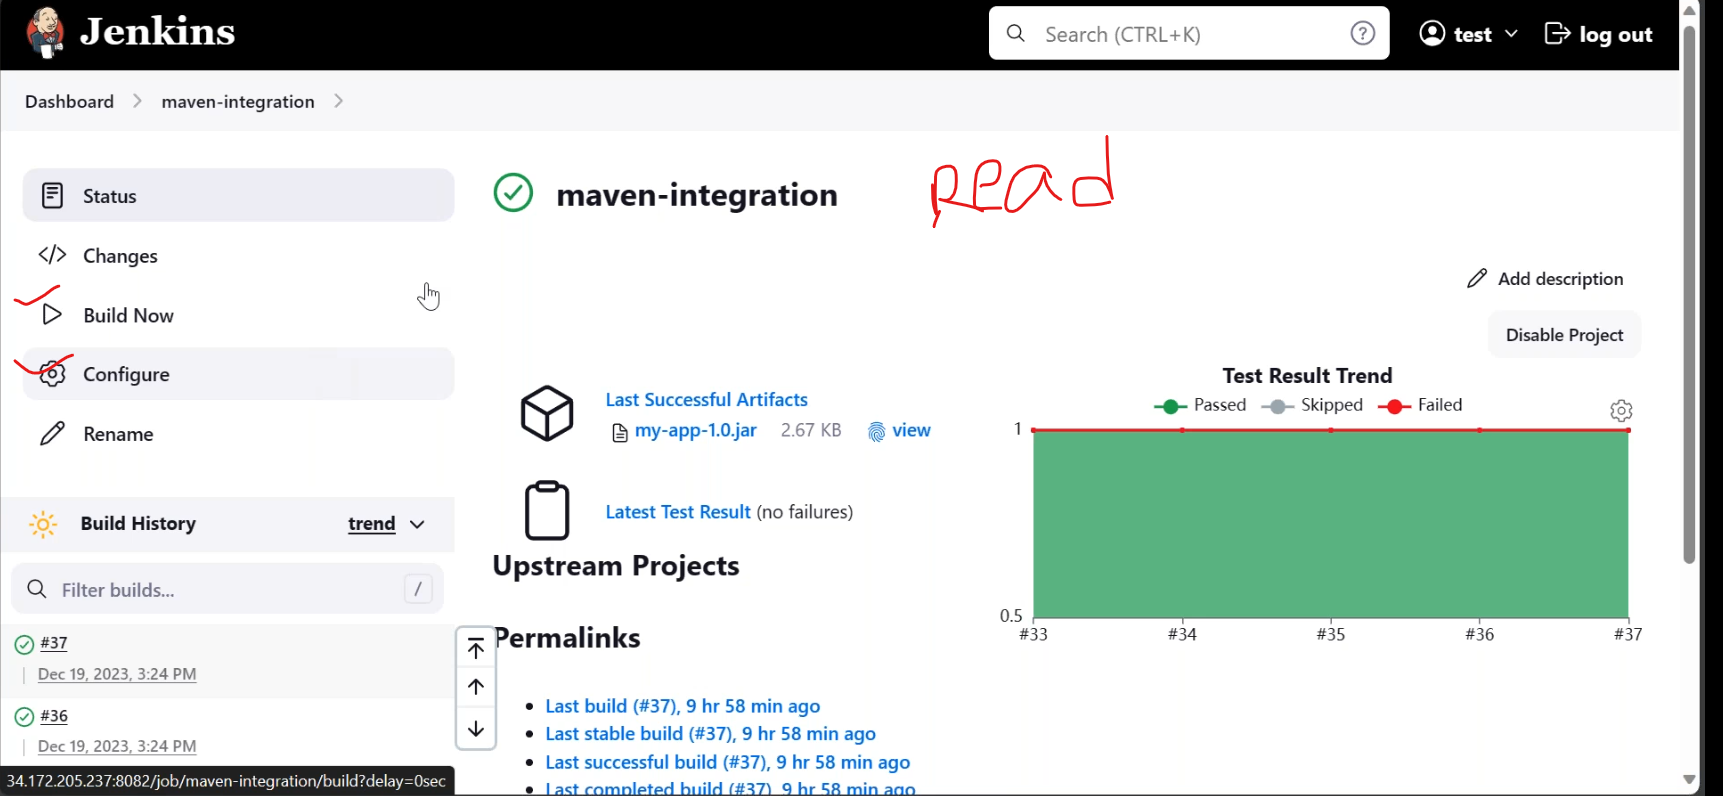 Jenkins
Search (CTRL+K)
test
log out
Dashboard
maven-integration
Status
Changes
Build Now
Configure
Rename
Build History
trend
Filter builds...
/
#37
Dec 19, 2023, 3:24 PM
#36
Dec 19, 2023, 3:24 PM
34.172.205.237:8082/job/maven-integration/build?delay=0sec
maven-integration
read
Add description
Disable Project
Last Successful Artifacts
my-app-1.0.jar 2.67 KB view
Latest Test Result (no failures)
Upstream Projects
Permalinks
Last build (#37), 9 hr 58 min ago
Last stable build (#37), 9 hr 58 min ago
Last successful build (#37), 9 hr 58 min ago
Last completed build (#37), 9 hr 58 min ago
Test Result Trend
Passed Skipped Failed
1
0.5
#33 #34 #35 #36 #37